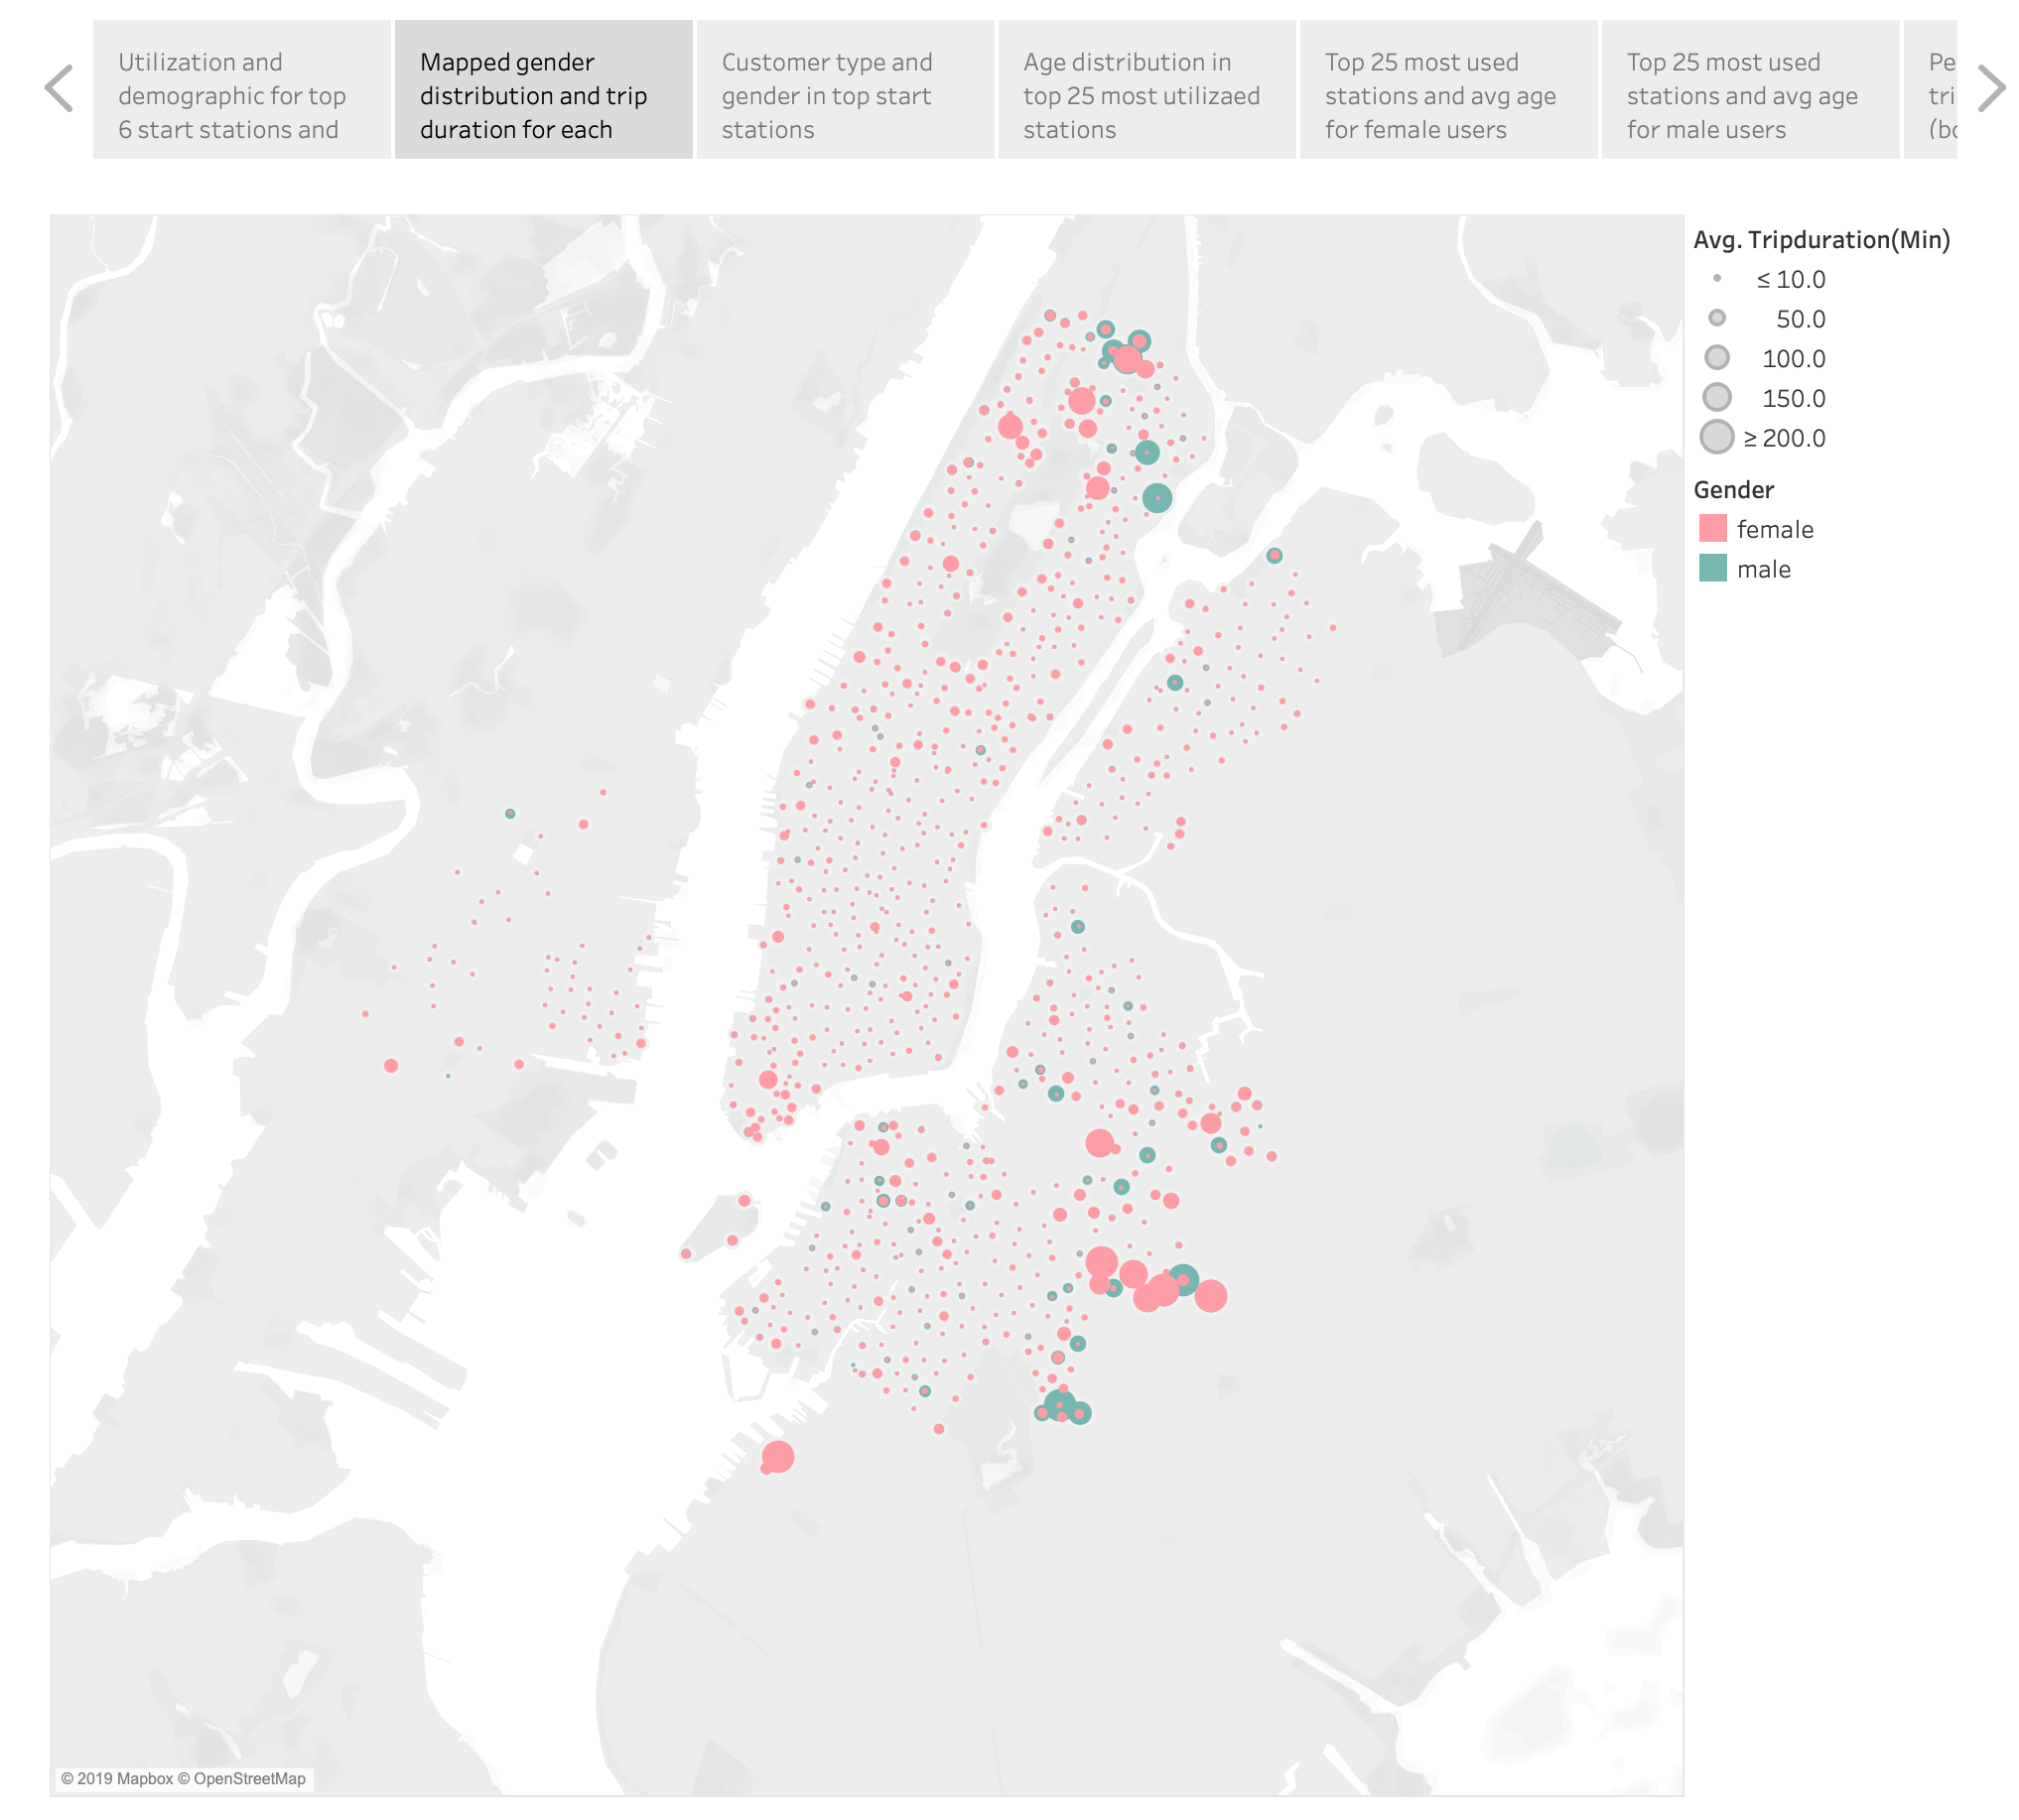 Utilization and
demographic for top
6 start stations and
Mapped gender
distribution and trip
duration for each
Customer type and
gender in top start
stations
Age distribution in
top 25 most utilizaed
stations
Top 25 most used
stations and avg age
for female users
Top 25 most used
stations and avg age
for male users
Pe
tri
Avg. Tripduration(Min)
≤ 10.0
50.0
100.0
150.0
≥ 200.0
Gender
female
male
© 2019 Mapbox © OpenStreetMap